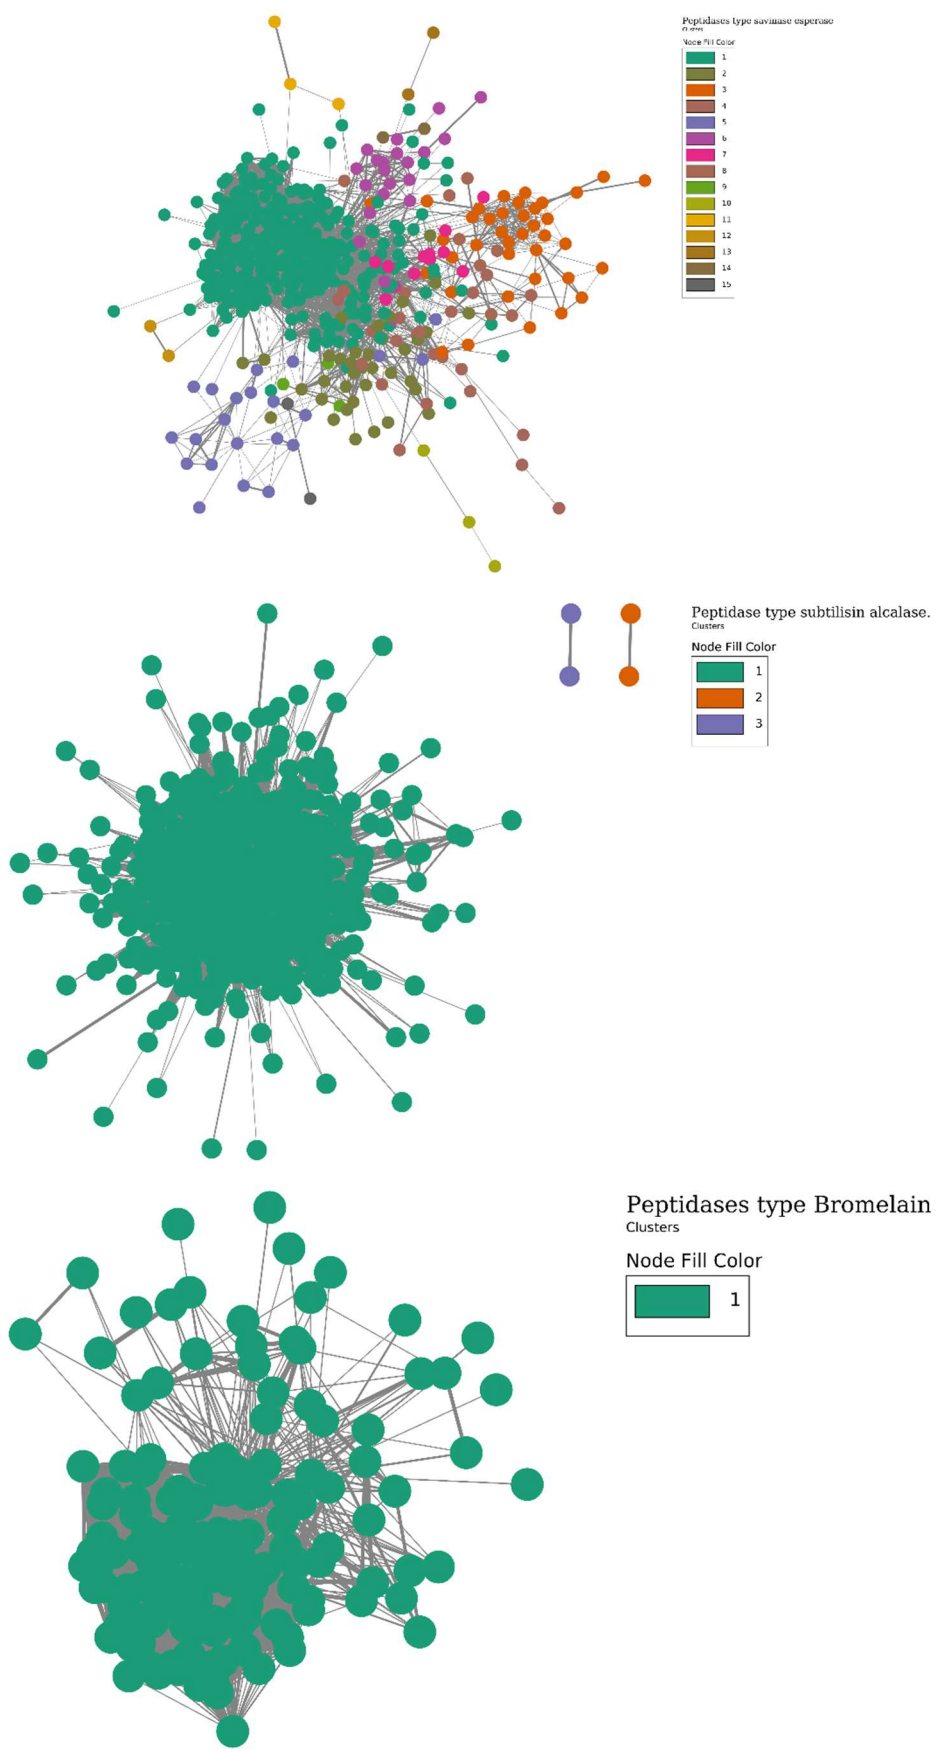 Peptidases type savinase esperase
Clusters
Node Fill Color
1
2
3
4
5
6
7
8
9
10
11
12
13
14
15
Peptidase type subtilisin alcalase.
Clusters
Node Fill Color
1
2
3
Peptidases type Bromelain
Clusters
Node Fill Color
1